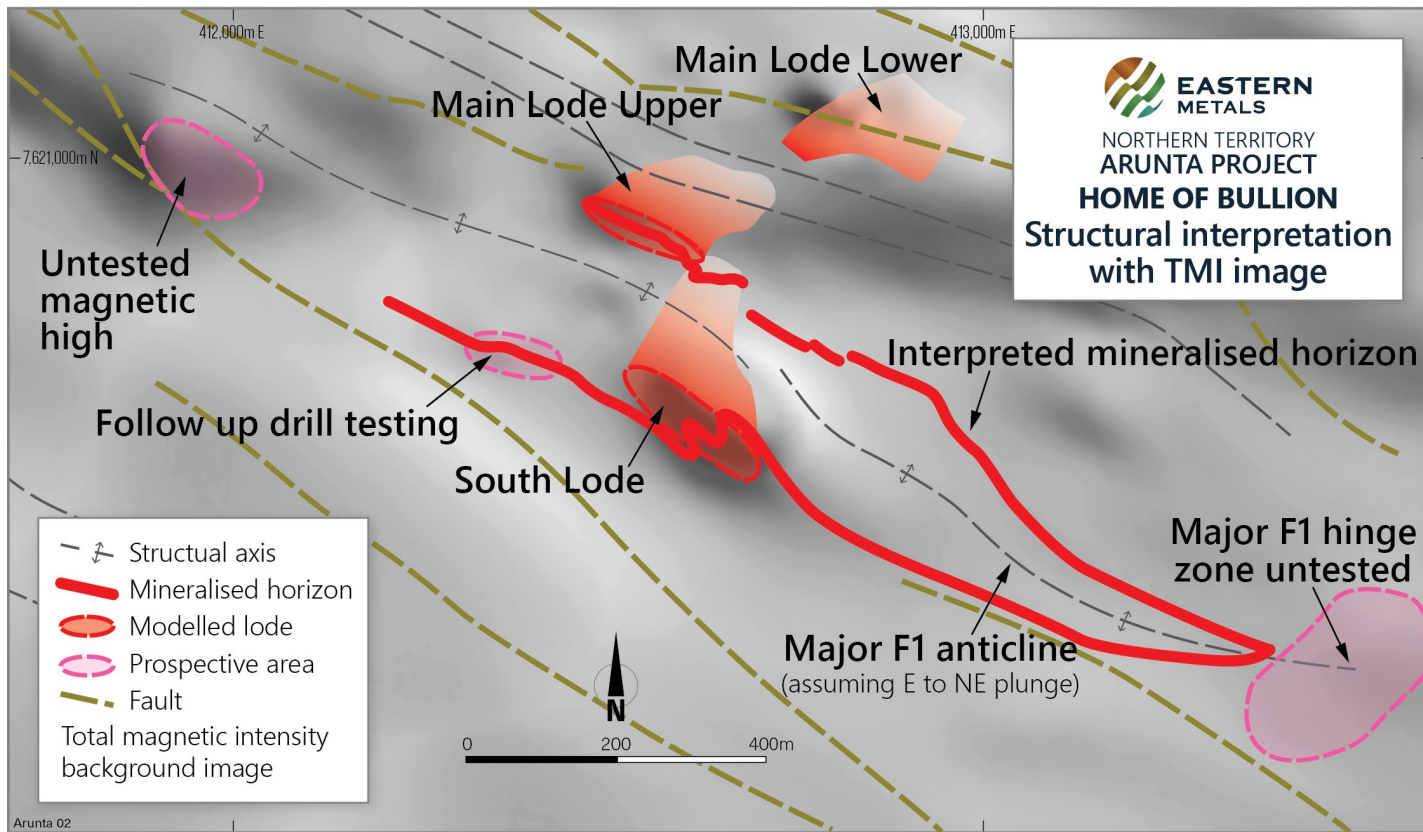 412,000m E
413,000m E
7,621,000m N
Main Lode Lower
Main Lode Upper
EASTERN
METALS
NORTHERN TERRITORY
ARUNTA PROJECT
HOME OF BULLION
Structural interpretation
with TMI image
Untested
magnetic
high
Interpreted mineralised horizon
Follow up drill testing
South Lode
Major F1 hinge
zone untested
Major F1 anticline
(assuming E to NE plunge)
Structual axis
Mineralised horizon
Modelled lode
Prospective area
Fault
Total magnetic intensity
background image
N
0 200 400m
Arunta 02